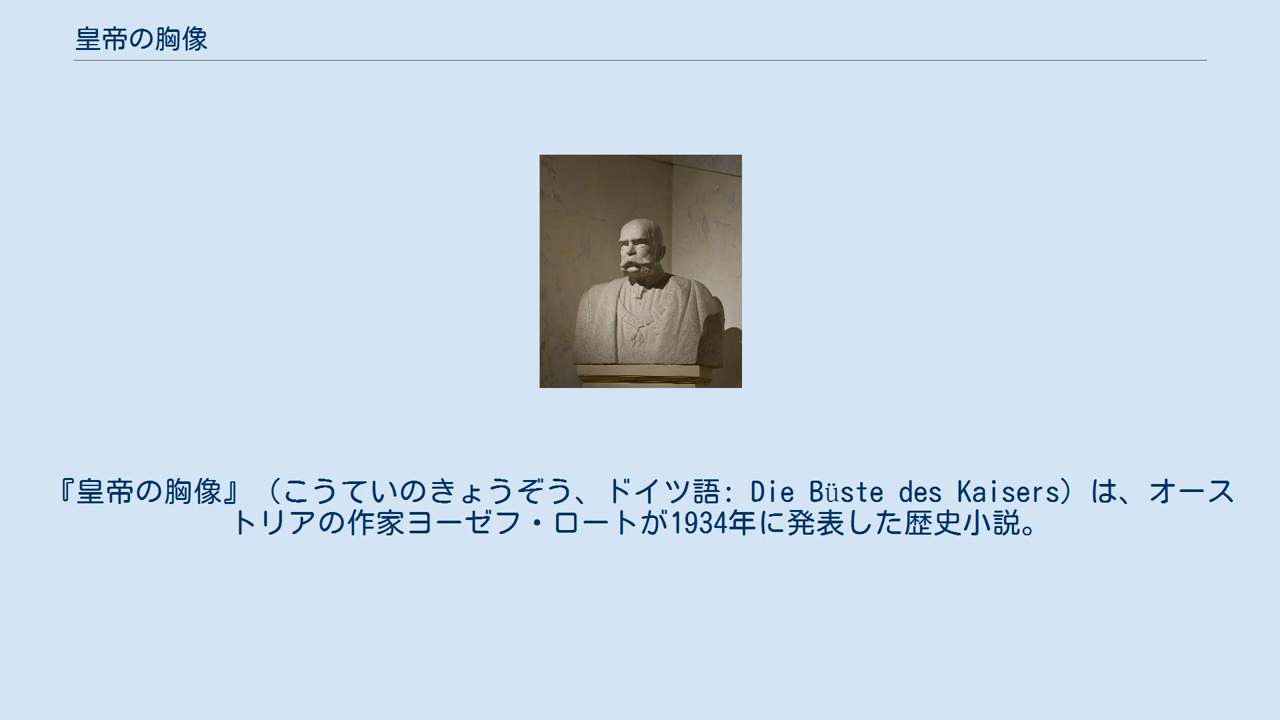 皇帝の胸像
『皇帝の胸像』（こうていのきょうぞう、ドイツ語: Die Büste des Kaisers）は、オース
トリアの作家ヨーゼフ・ロートが1934年に発表した歴史小説。